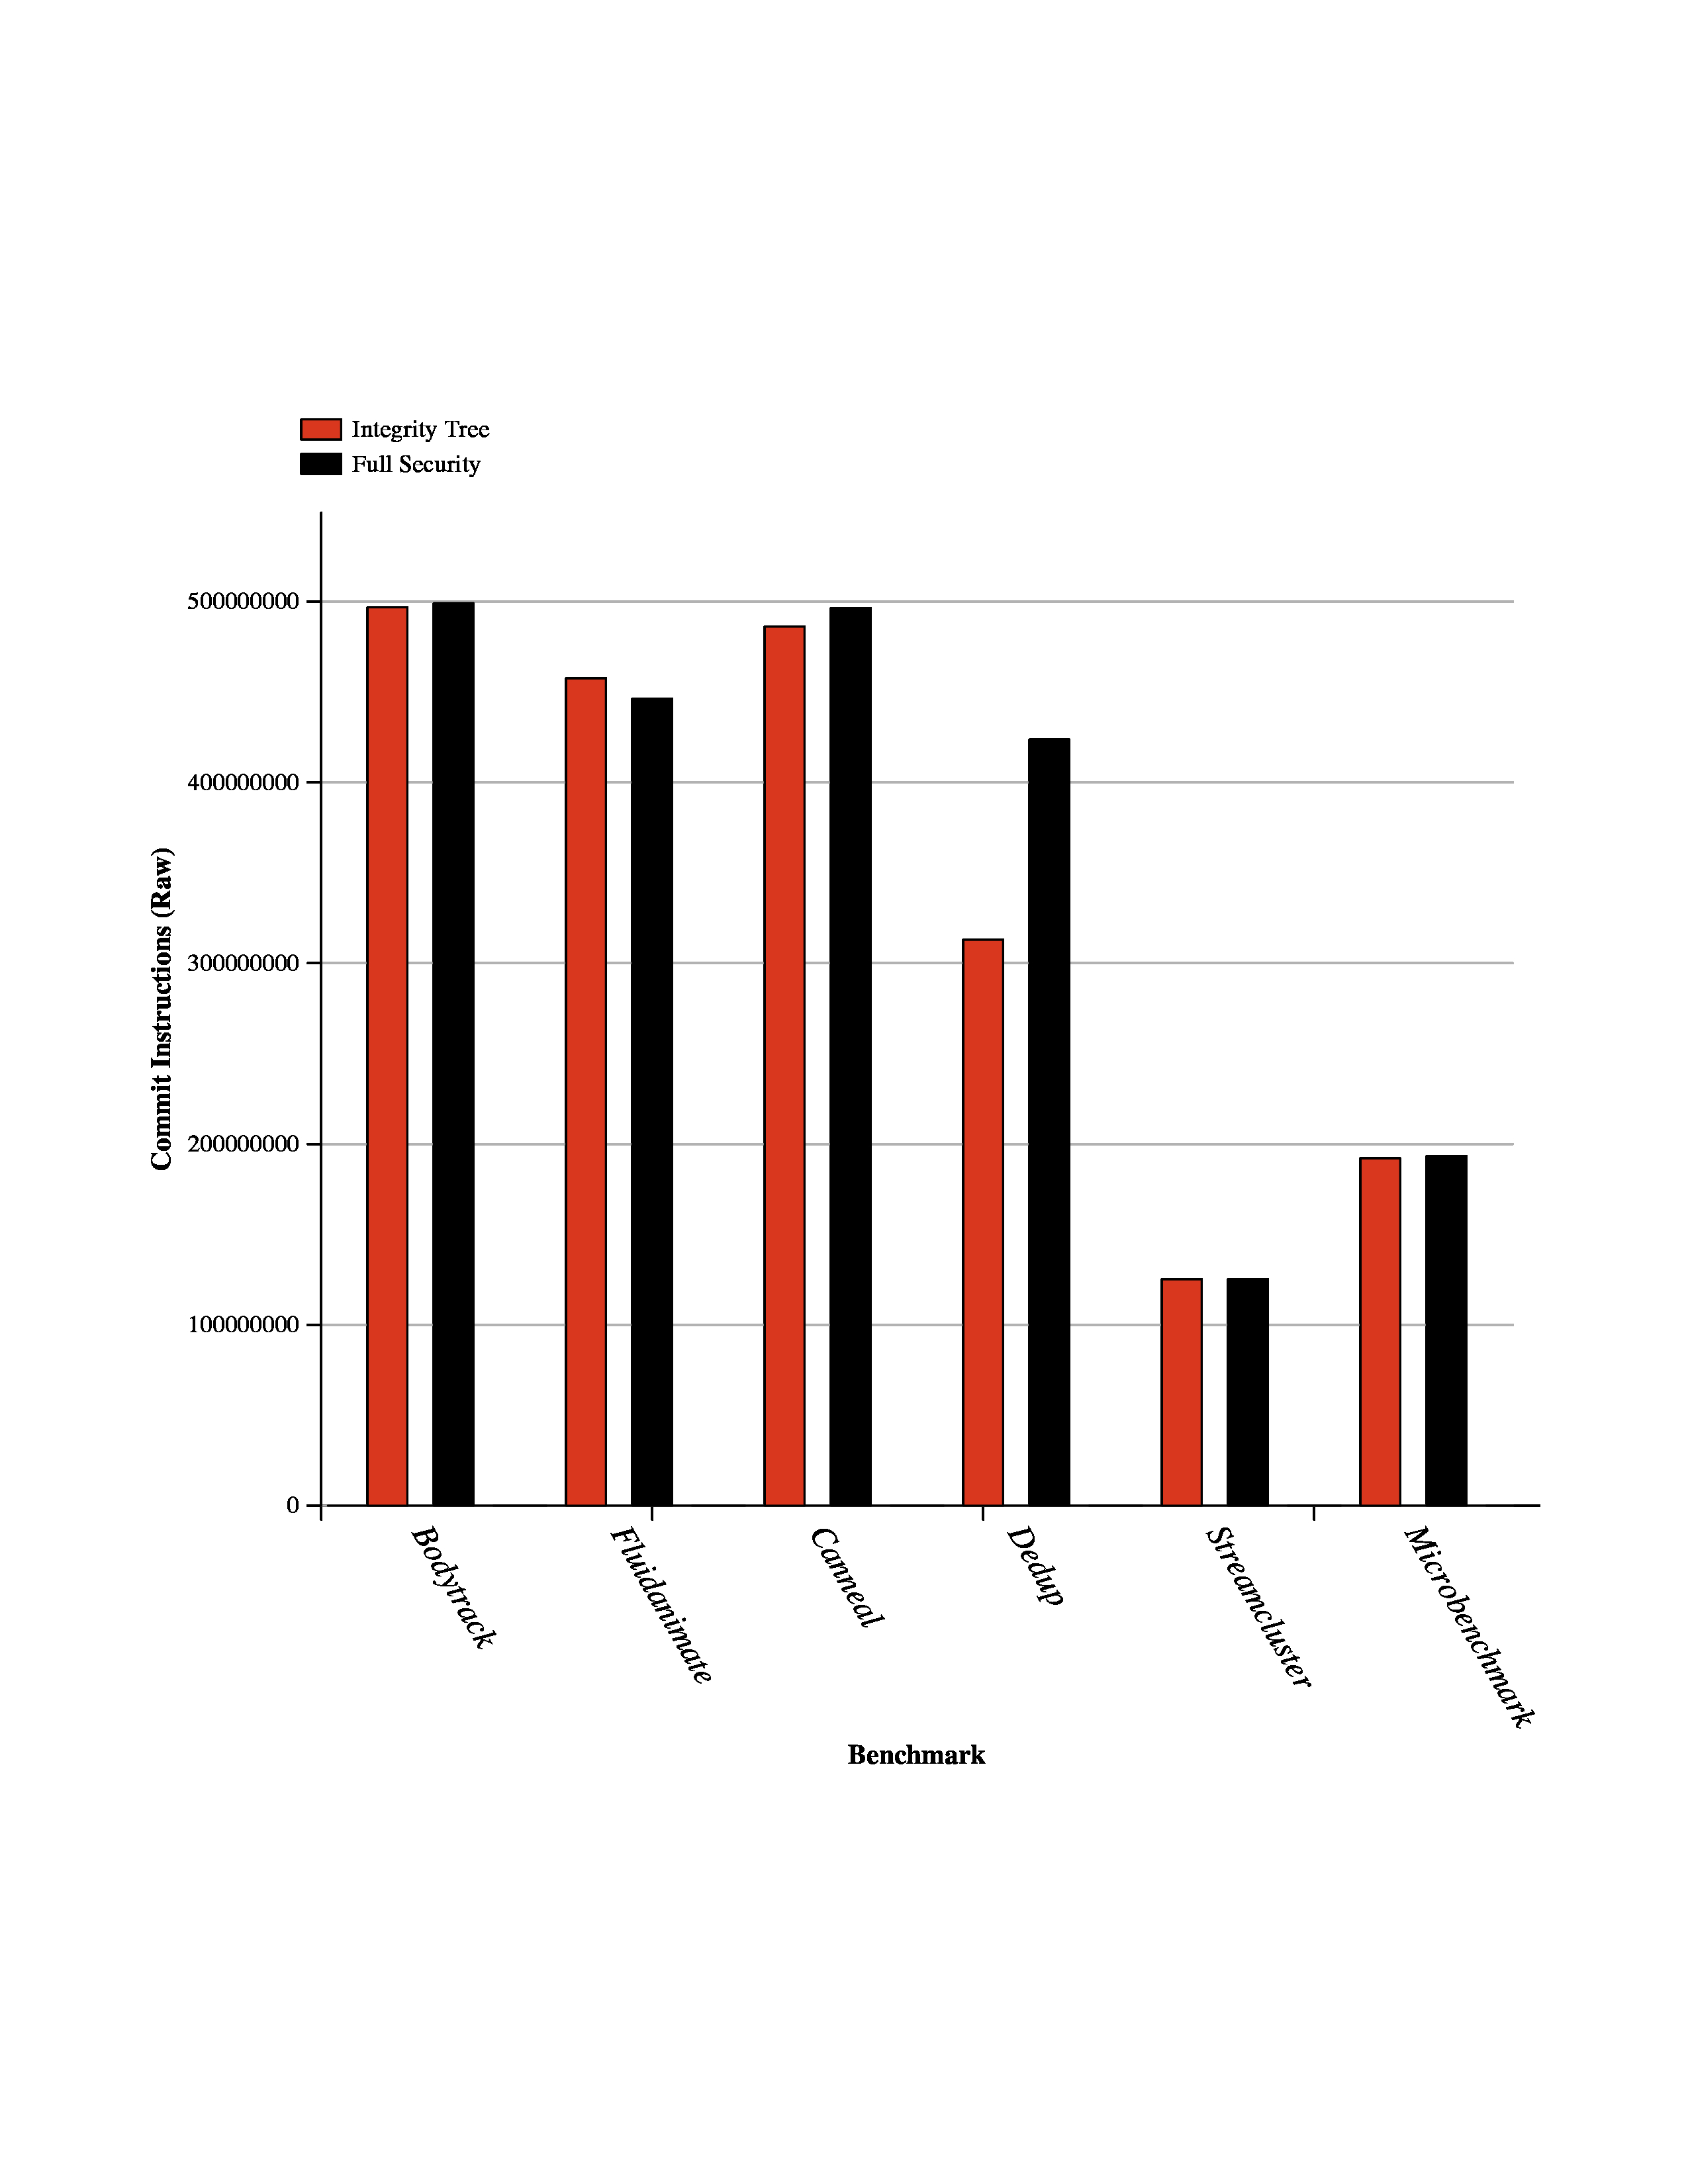 Integrity Tree
Full Security
500000000
400000000
300000000
200000000
100000000
0
Commit Instructions (Raw)
Bodytrack
Fluidanimate
Canneal
Dedup
Streamcluster
Microbenchmark
Benchmark